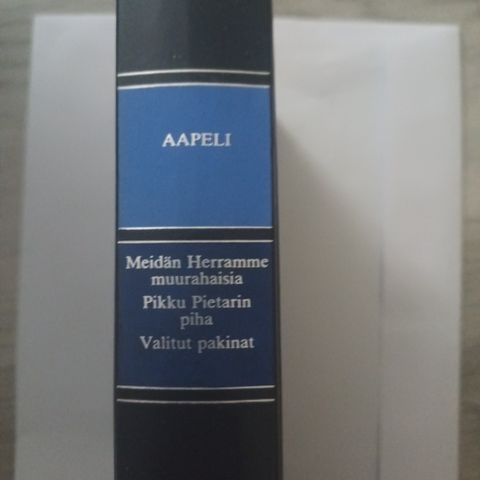 AAPELI
Meidän Herramme
muurahaisia
Pikku Pietarin
piha
Valitut pakinat